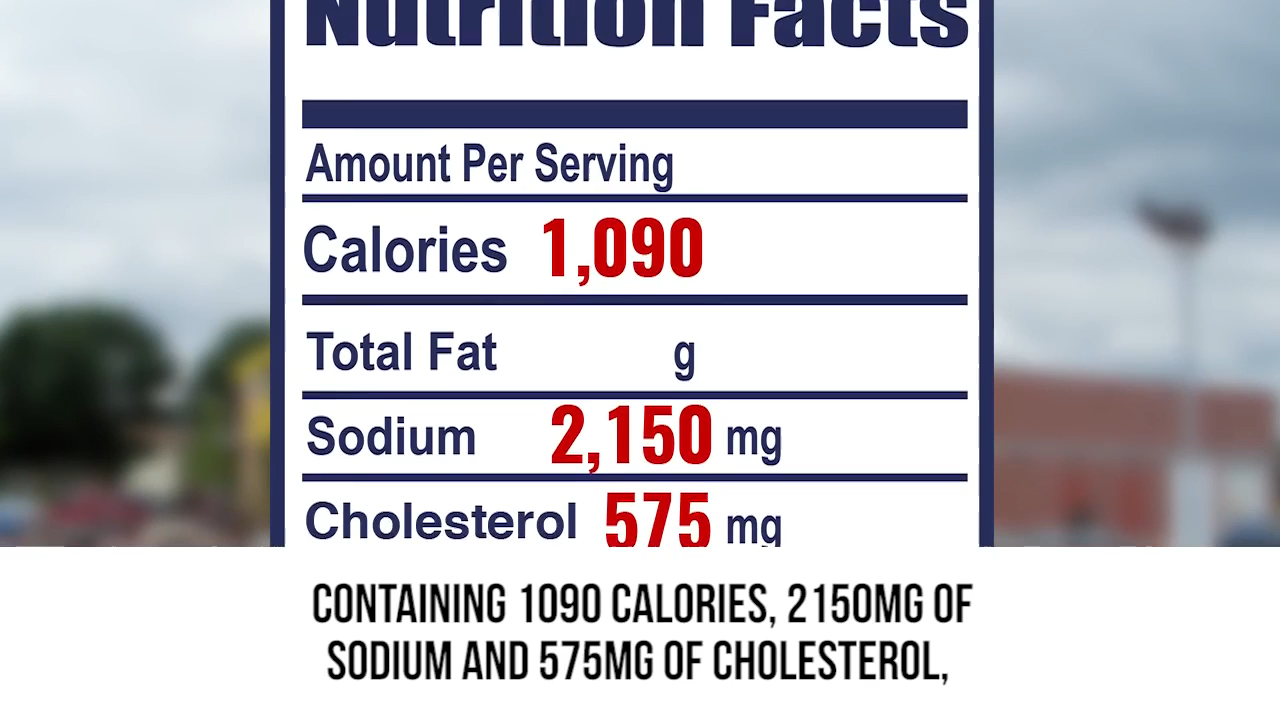 Nutrition Facts
Amount Per Serving
Calories 1,090
Total Fat g
Sodium 2,150 mg
Cholesterol 575 mg
CONTAINING 1090 CALORIES, 2150MG OF
SODIUM AND 575MG OF CHOLESTEROL,